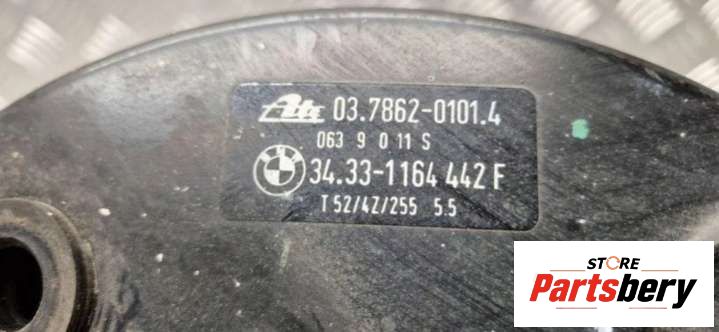 Ate 03.7862-0101.4
063 9 0 11 S
34.33-1164 442 F
T 52/4Z/255 5.5
STORE
Partsbery